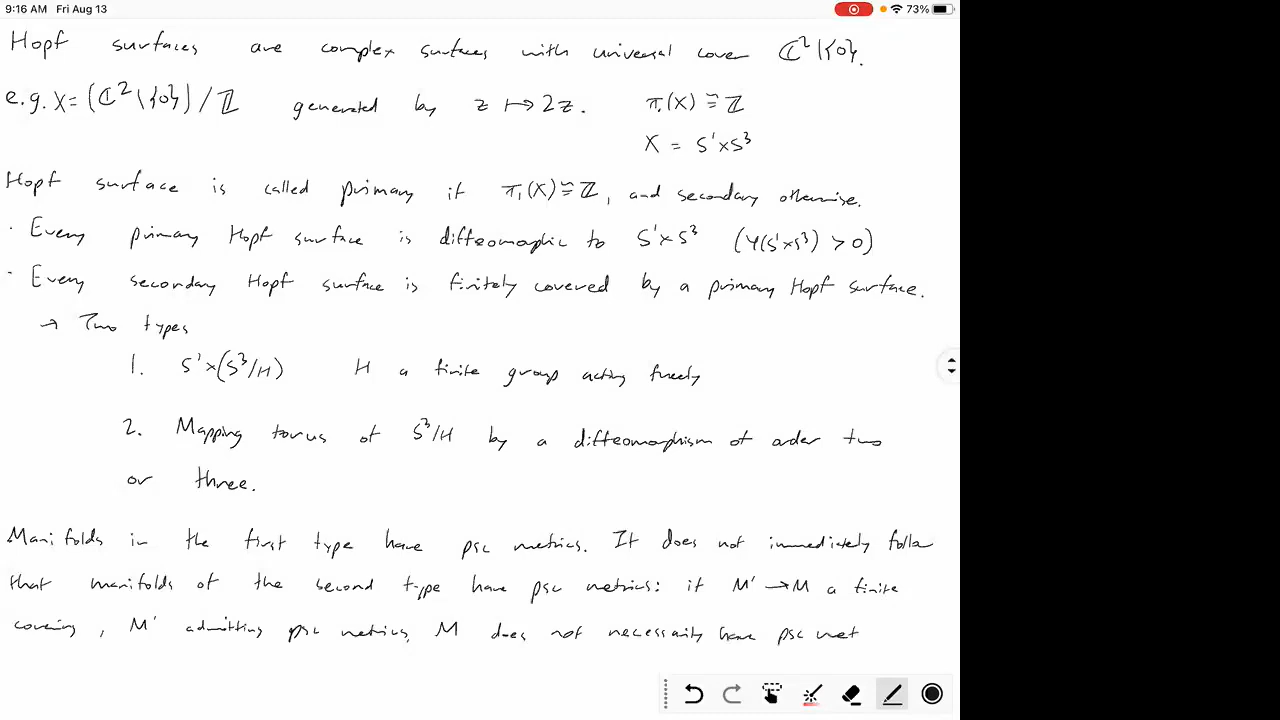 9:16 AM Fri Aug 13 73%
Hopf surfaces are complex surfaces with universal cover ℂ²\{0}.
e.g. X = (ℂ²\{0})/ℤ generated by z ↦ 2z. π₁(X) ≅ ℤ
X = S¹×S³
Hopf surface is called primary if π₁(X) ≅ ℤ, and secondary otherwise.
· Every primary Hopf surface is diffeomorphic to S¹×S³ (Y(S¹×S³) > 0)
· Every secondary Hopf surface is finitely covered by a primary Hopf surface.
→ Two types
1. S¹×(S³/H) H a finite group acting freely
2. Mapping torus of S³/H by a diffeomorphism of order two
or three.
Manifolds in the first type have psc metrics. It does not immediately follow
that manifolds of the second type have psc metrics: if M' → M a finite
covering, M' admitting psc metrics, M does not necessarily have psc met